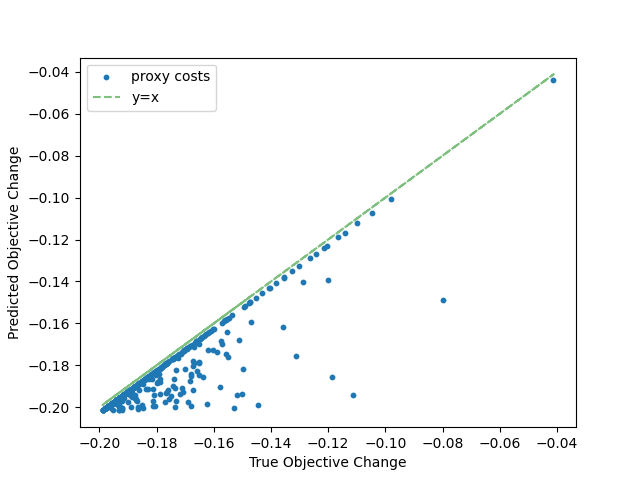 proxy costs
y=x
−0.04
−0.06
−0.08
−0.10
−0.12
−0.14
−0.16
−0.18
−0.20
Predicted Objective Change
−0.20 −0.18 −0.16 −0.14 −0.12 −0.10 −0.08 −0.06 −0.04
True Objective Change